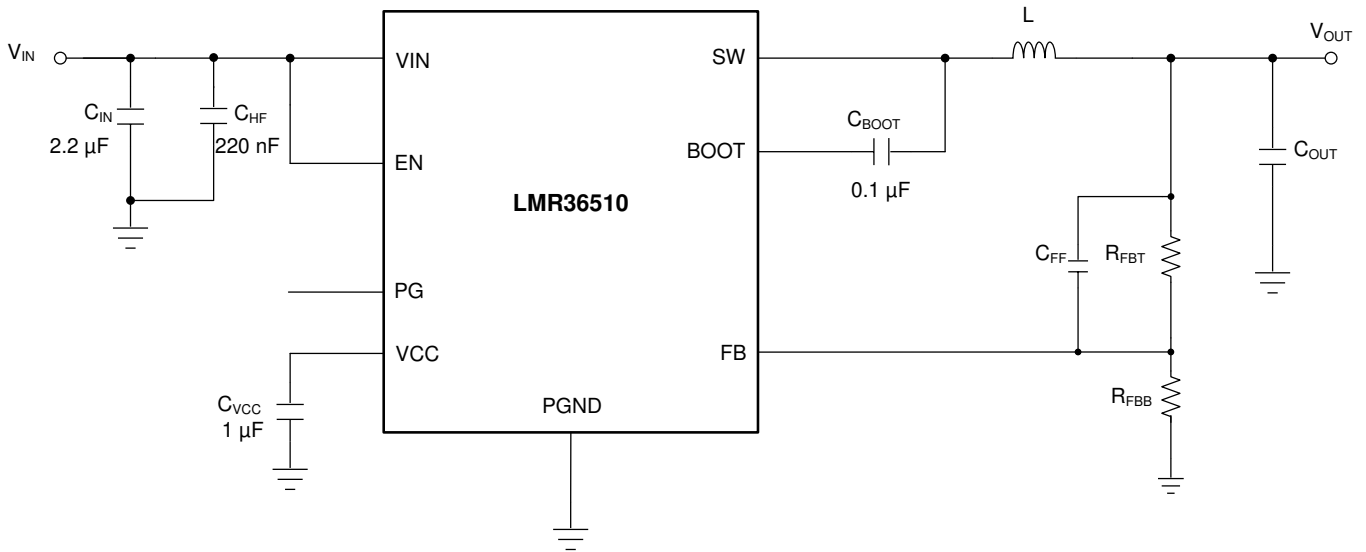 L
V_IN
VIN
SW
V_OUT
C_IN
2.2 µF
C_HF
220 nF
C_BOOT
BOOT
0.1 µF
EN
C_OUT
LMR36510
C_FF
R_FBT
PG
VCC
FB
C_VCC
1 µF
PGND
R_FBB